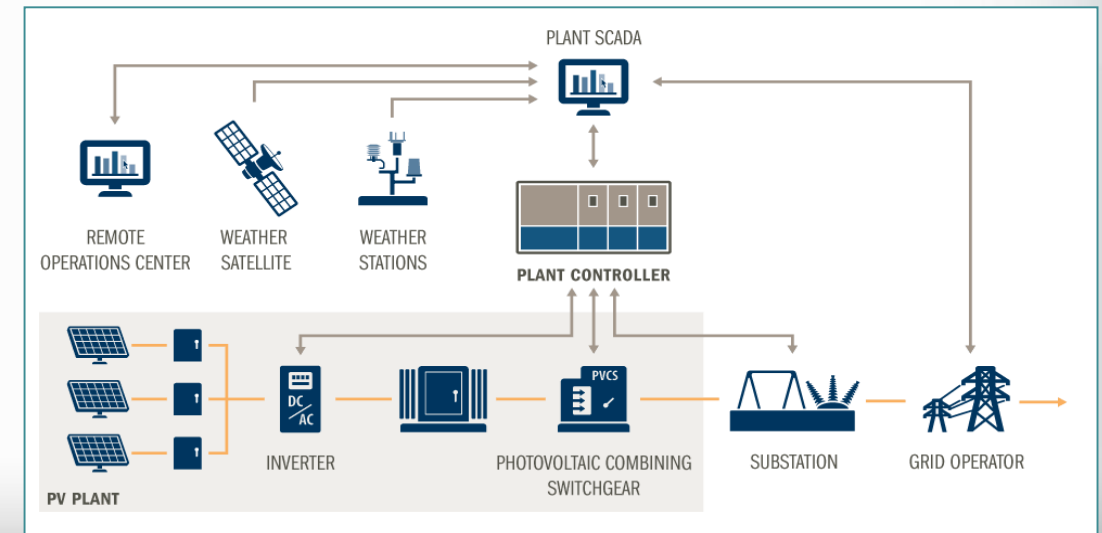 PLANT SCADA
REMOTE
OPERATIONS CENTER
WEATHER
SATELLITE
WEATHER
STATIONS
PLANT CONTROLLER
DC
AC
PVCS
INVERTER
PHOTOVOLTAIC COMBINING
SWITCHGEAR
SUBSTATION
GRID OPERATOR
PV PLANT